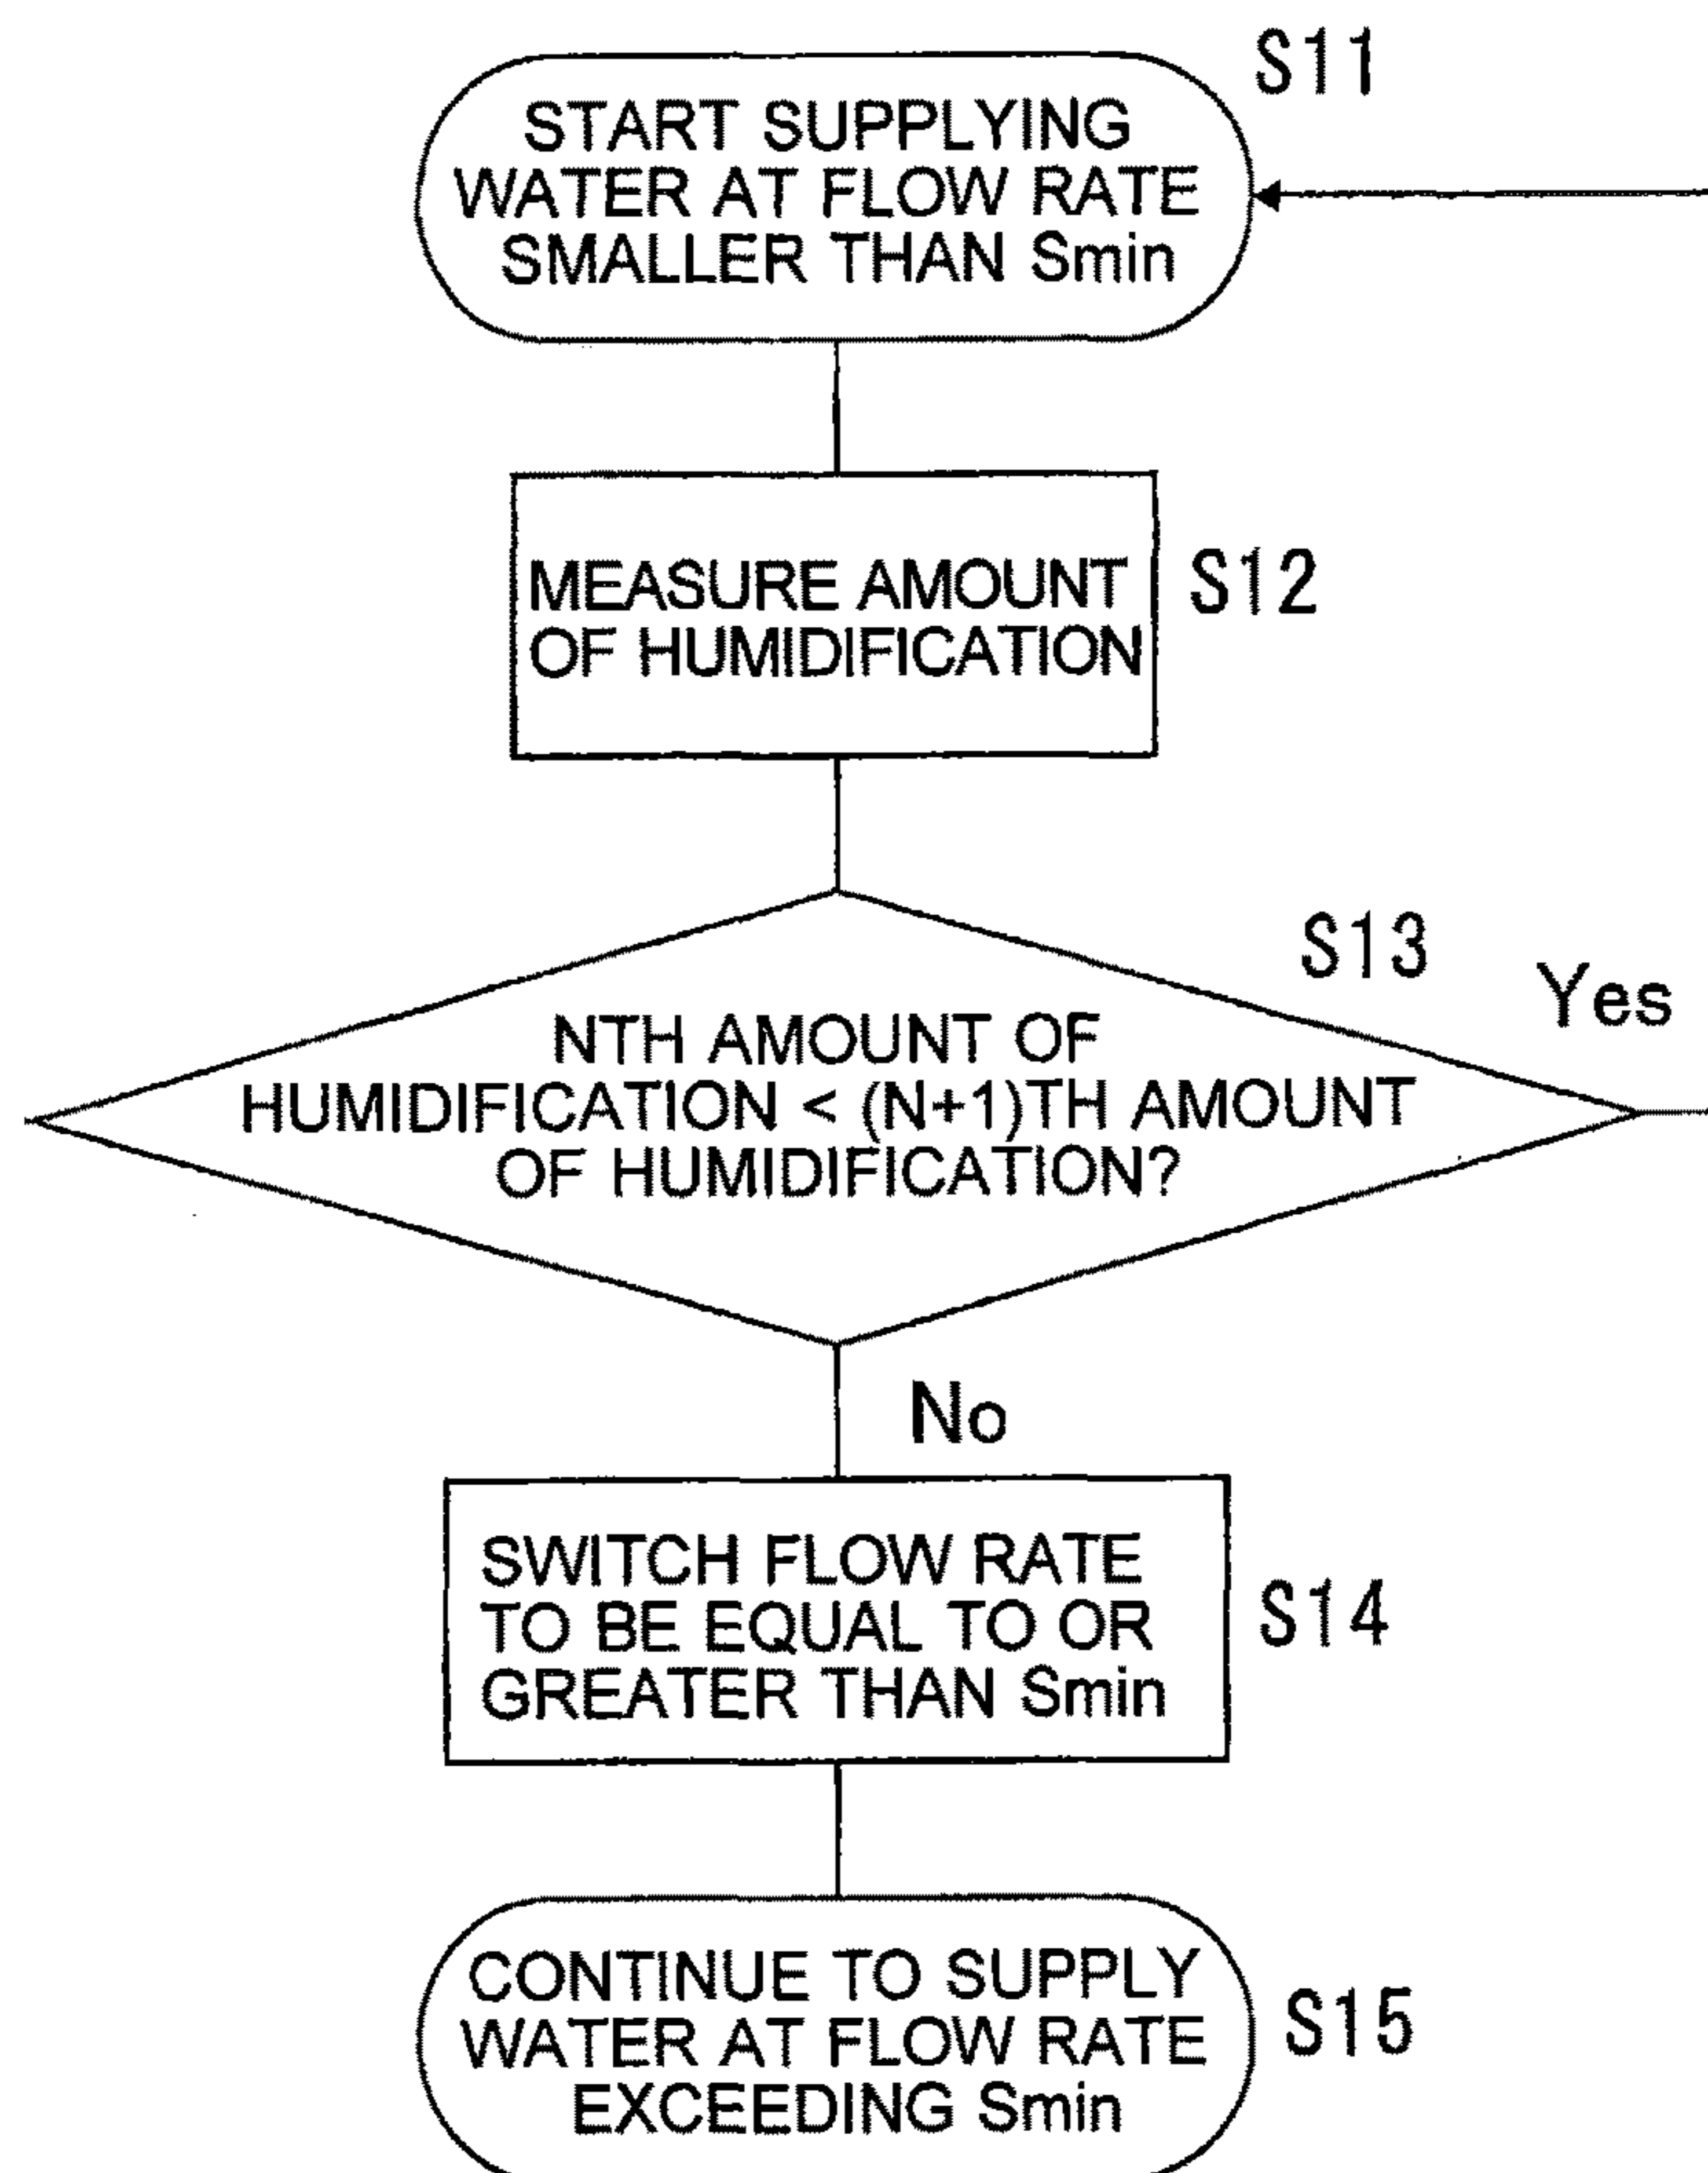 S11
START SUPPLYING
WATER AT FLOW RATE
SMALLER THAN Smin
MEASURE AMOUNT
OF HUMIDIFICATION
S12
S13
Yes
NTH AMOUNT OF
HUMIDIFICATION < (N+1)TH AMOUNT
OF HUMIDIFICATION?
No
SWITCH FLOW RATE
TO BE EQUAL TO OR
GREATER THAN Smin
S14
CONTINUE TO SUPPLY
WATER AT FLOW RATE
EXCEEDING Smin
S15